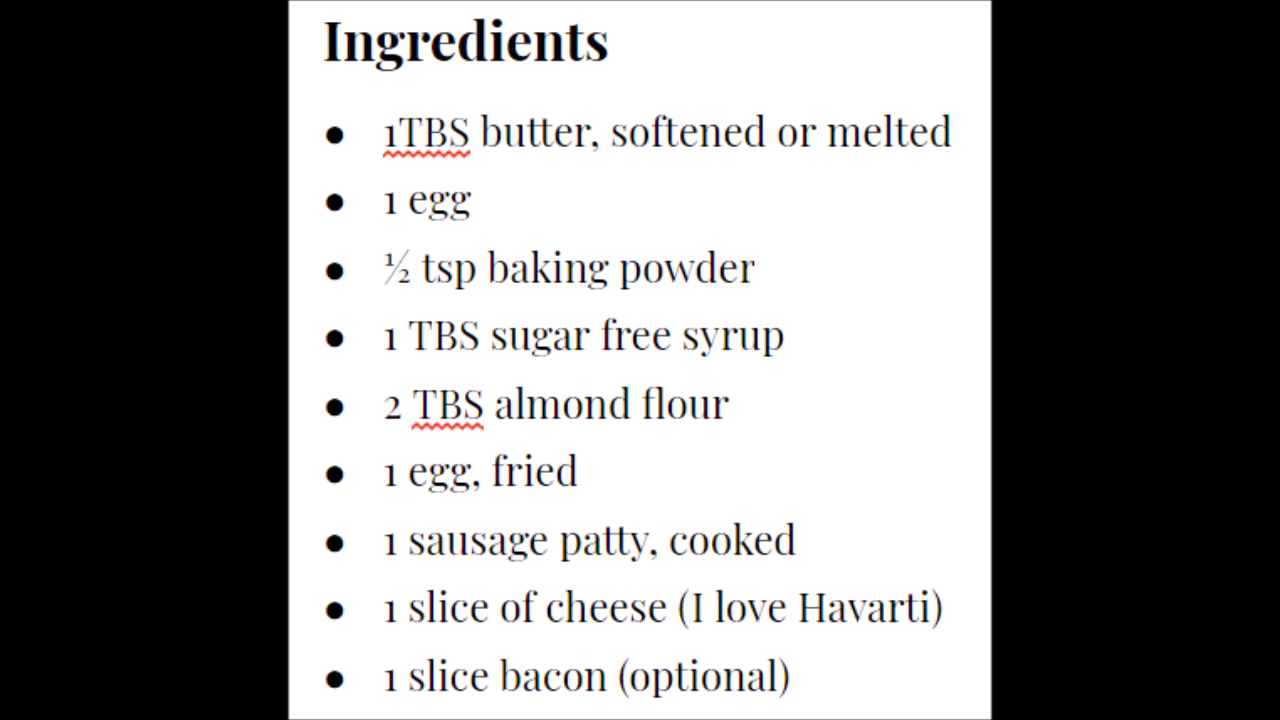 Ingredients
● 1TBS butter, softened or melted
● 1 egg
● ½ tsp baking powder
● 1 TBS sugar free syrup
● 2 TBS almond flour
● 1 egg, fried
● 1 sausage patty, cooked
● 1 slice of cheese (I love Havarti)
● 1 slice bacon (optional)